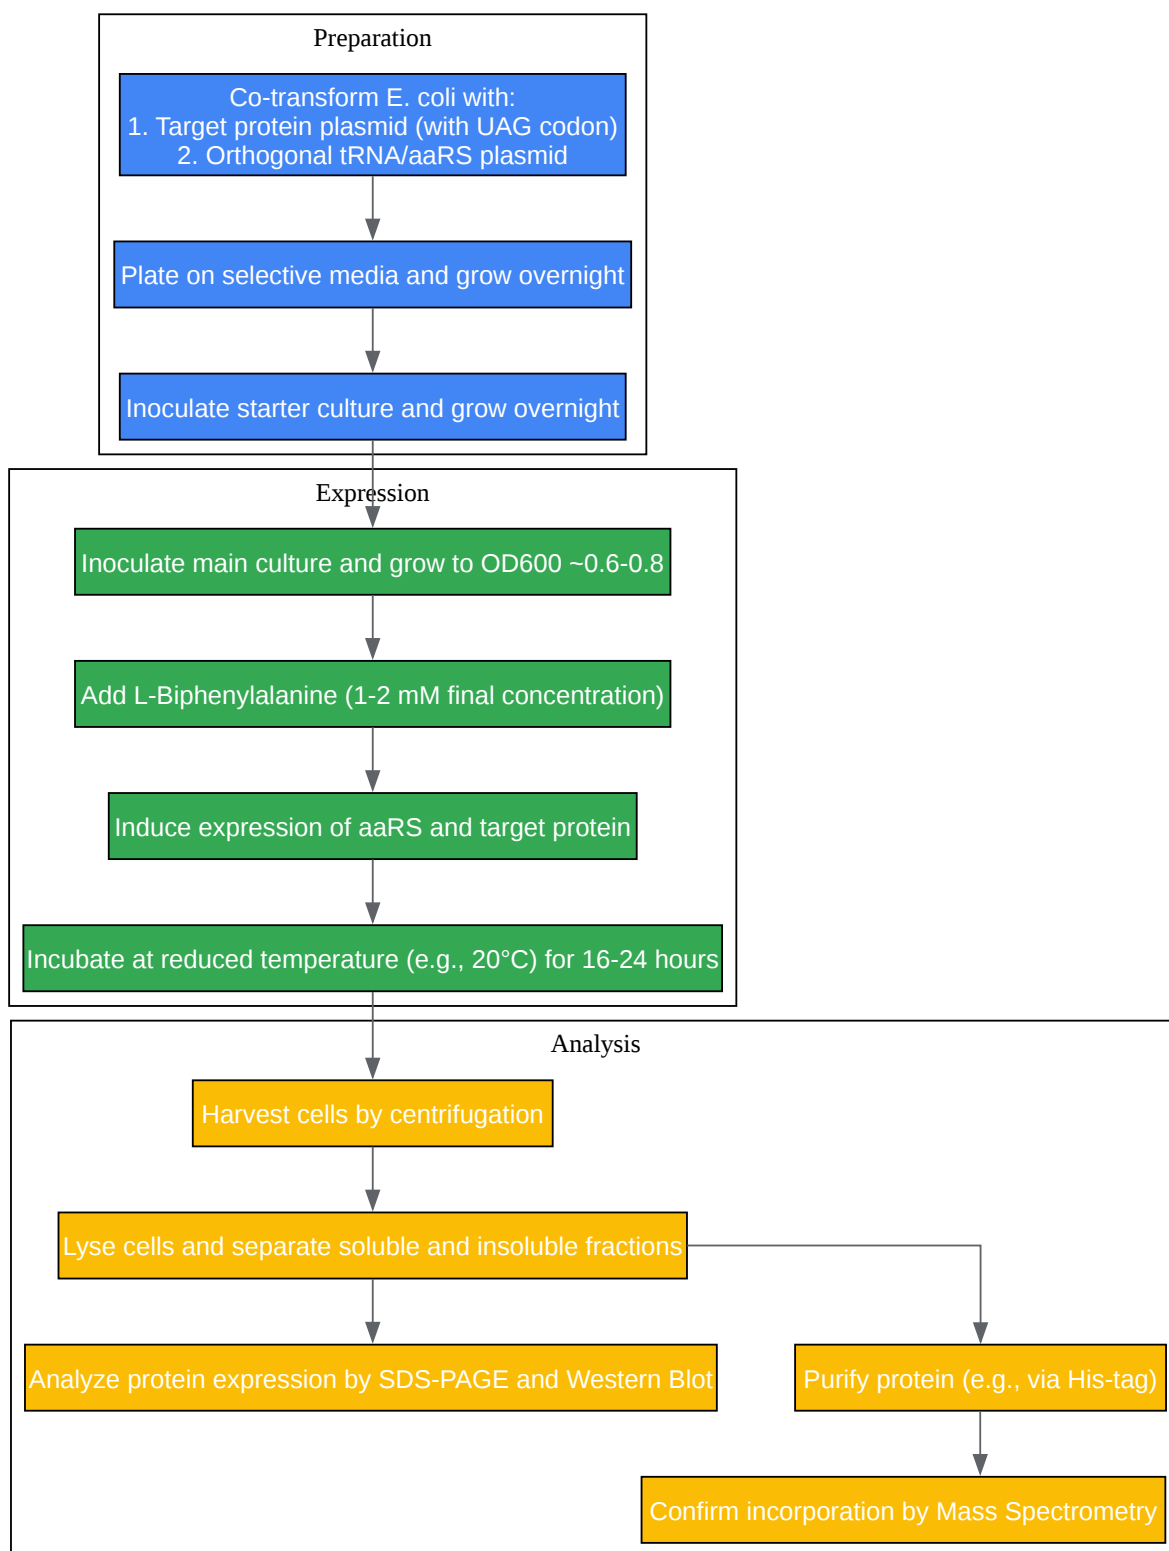 Preparation
Co-transform E. coli with:
1. Target protein plasmid (with UAG codon)
2. Orthogonal tRNA/aaRS plasmid
Plate on selective media and grow overnight
Inoculate starter culture and grow overnight
Expression
Inoculate main culture and grow to OD600 ~0.6-0.8
Add L-Biphenylalanine (1-2 mM final concentration)
Induce expression of aaRS and target protein
Incubate at reduced temperature (e.g., 20°C) for 16-24 hours
Analysis
Harvest cells by centrifugation
Lyse cells and separate soluble and insoluble fractions
Analyze protein expression by SDS-PAGE and Western Blot
Purify protein (e.g., via His-tag)
Confirm incorporation by Mass Spectrometry